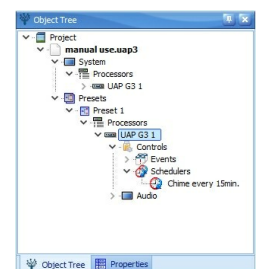 Object Tree
Project
manual use.uap3
System
Processors
UAP G3 1
Presets
Preset 1
Processors
UAP G3 1
Controls
Events
Schedulers
Chime every 15min.
Audio
Object Tree Properties